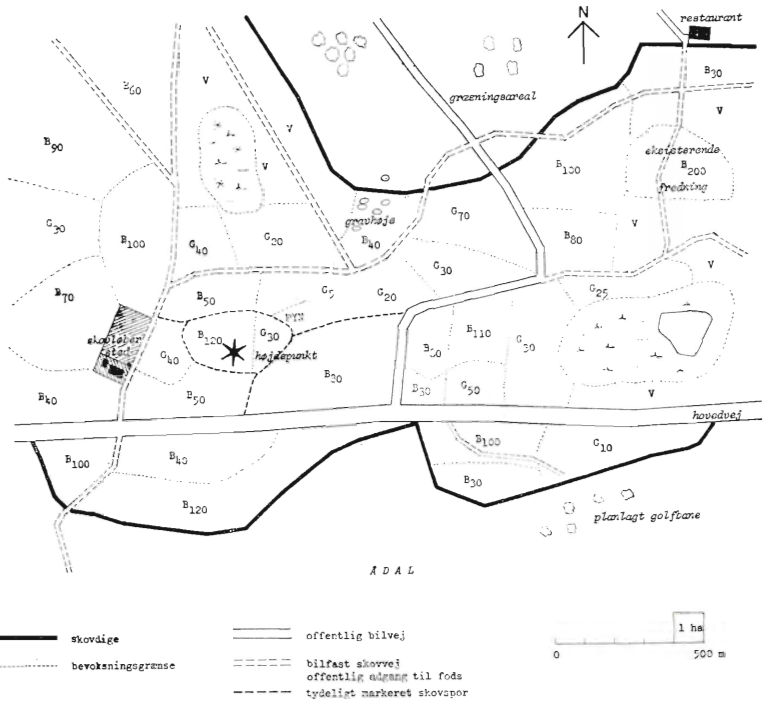 restaurant
N
B60
V
græsningsareal
B30
V
V
V
B90
B100
eksisterende
B200
fredning
gravhøje
G30
B100
G40
G20
B40
G70
B80
V
G30
V
B70
B50
G5
G20
G25
skovløber
sted
B120
G30
højdepunkt
B110
G40
G50
B40
B50
B30
V
hovedvej
B100
B40
B100
G10
B30
B120
planlagt golfbane
ÅDAL
skovdige
bevoksningsgrænse
offentlig bilvej
bilfast skovvej
offentlig adgang til fods
tydeligt markeret skovspor
1 ha
0
500 m